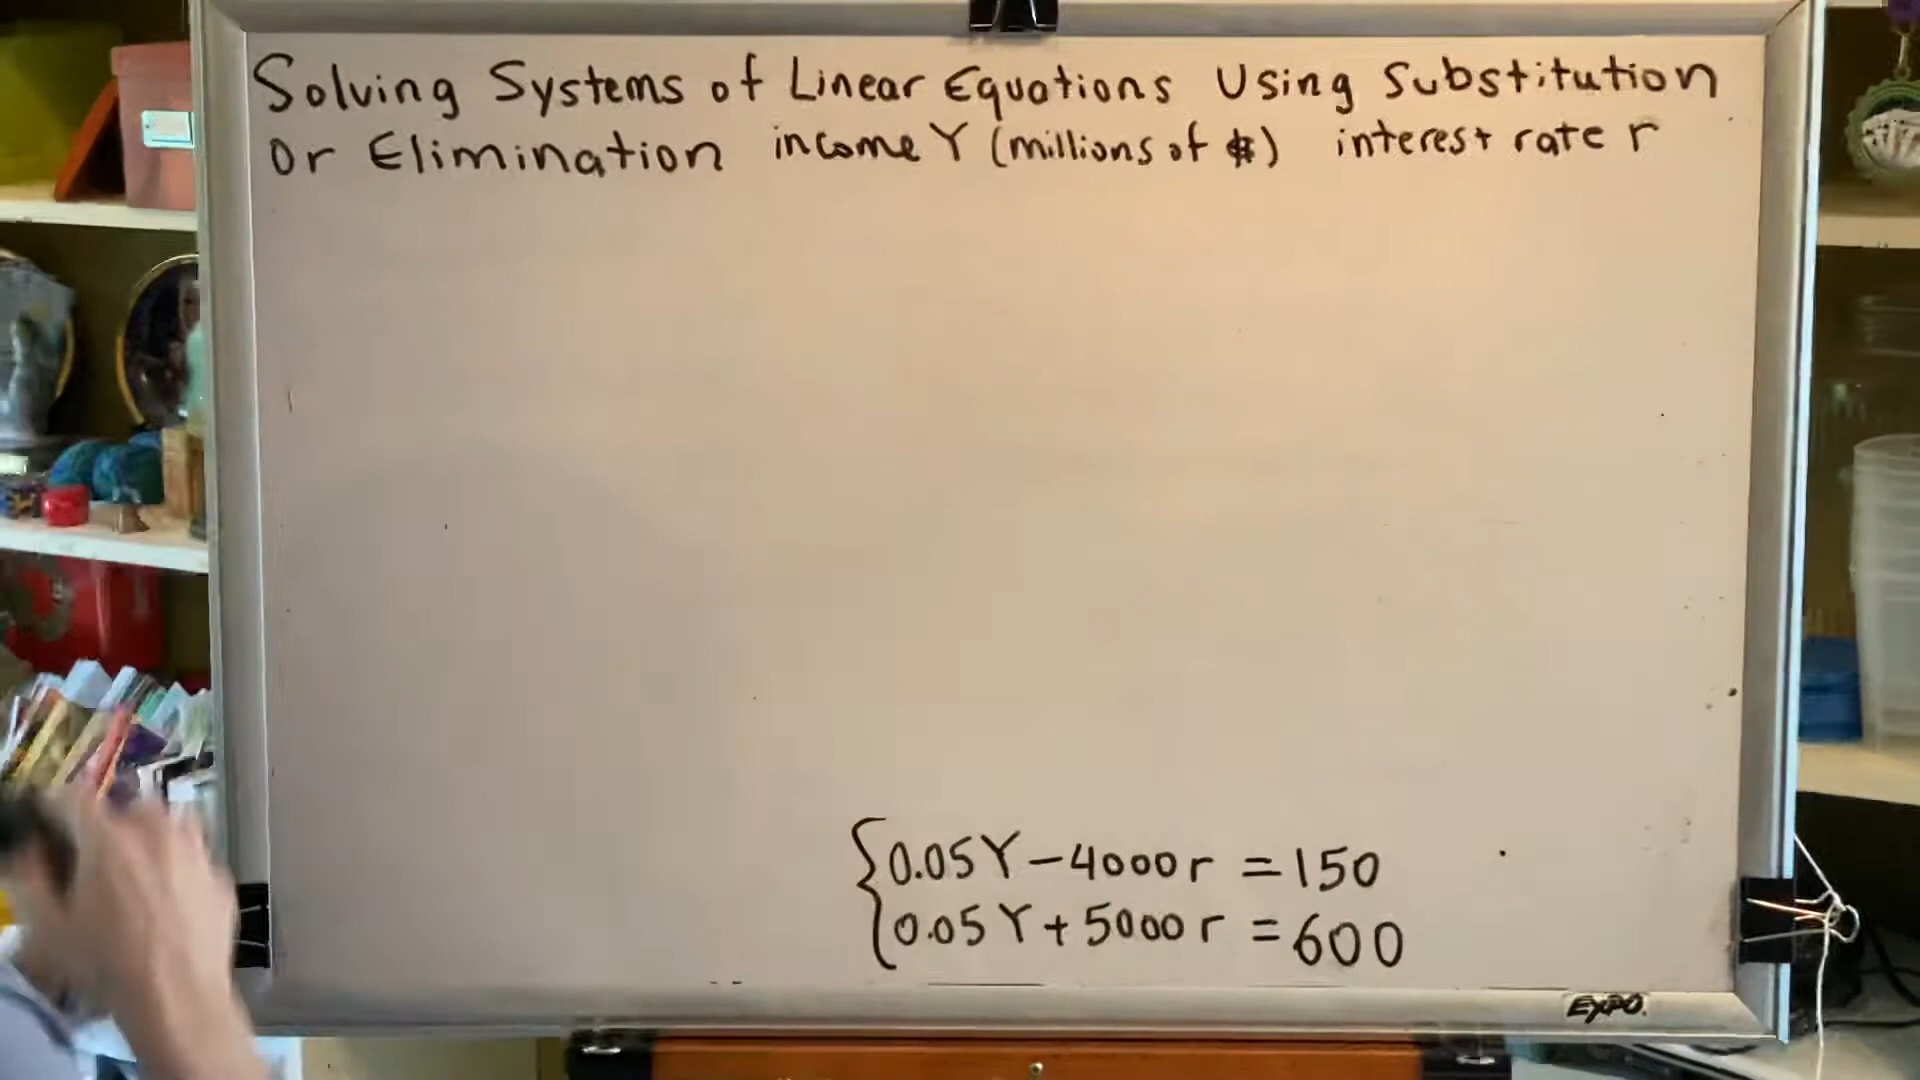 Solving Systems of Linear Equations Using Substitution
Or Elimination income Y (millions of $) interest rate r
{0.05Y-4000r = 150
0.05Y+5000r = 600
EXPO.